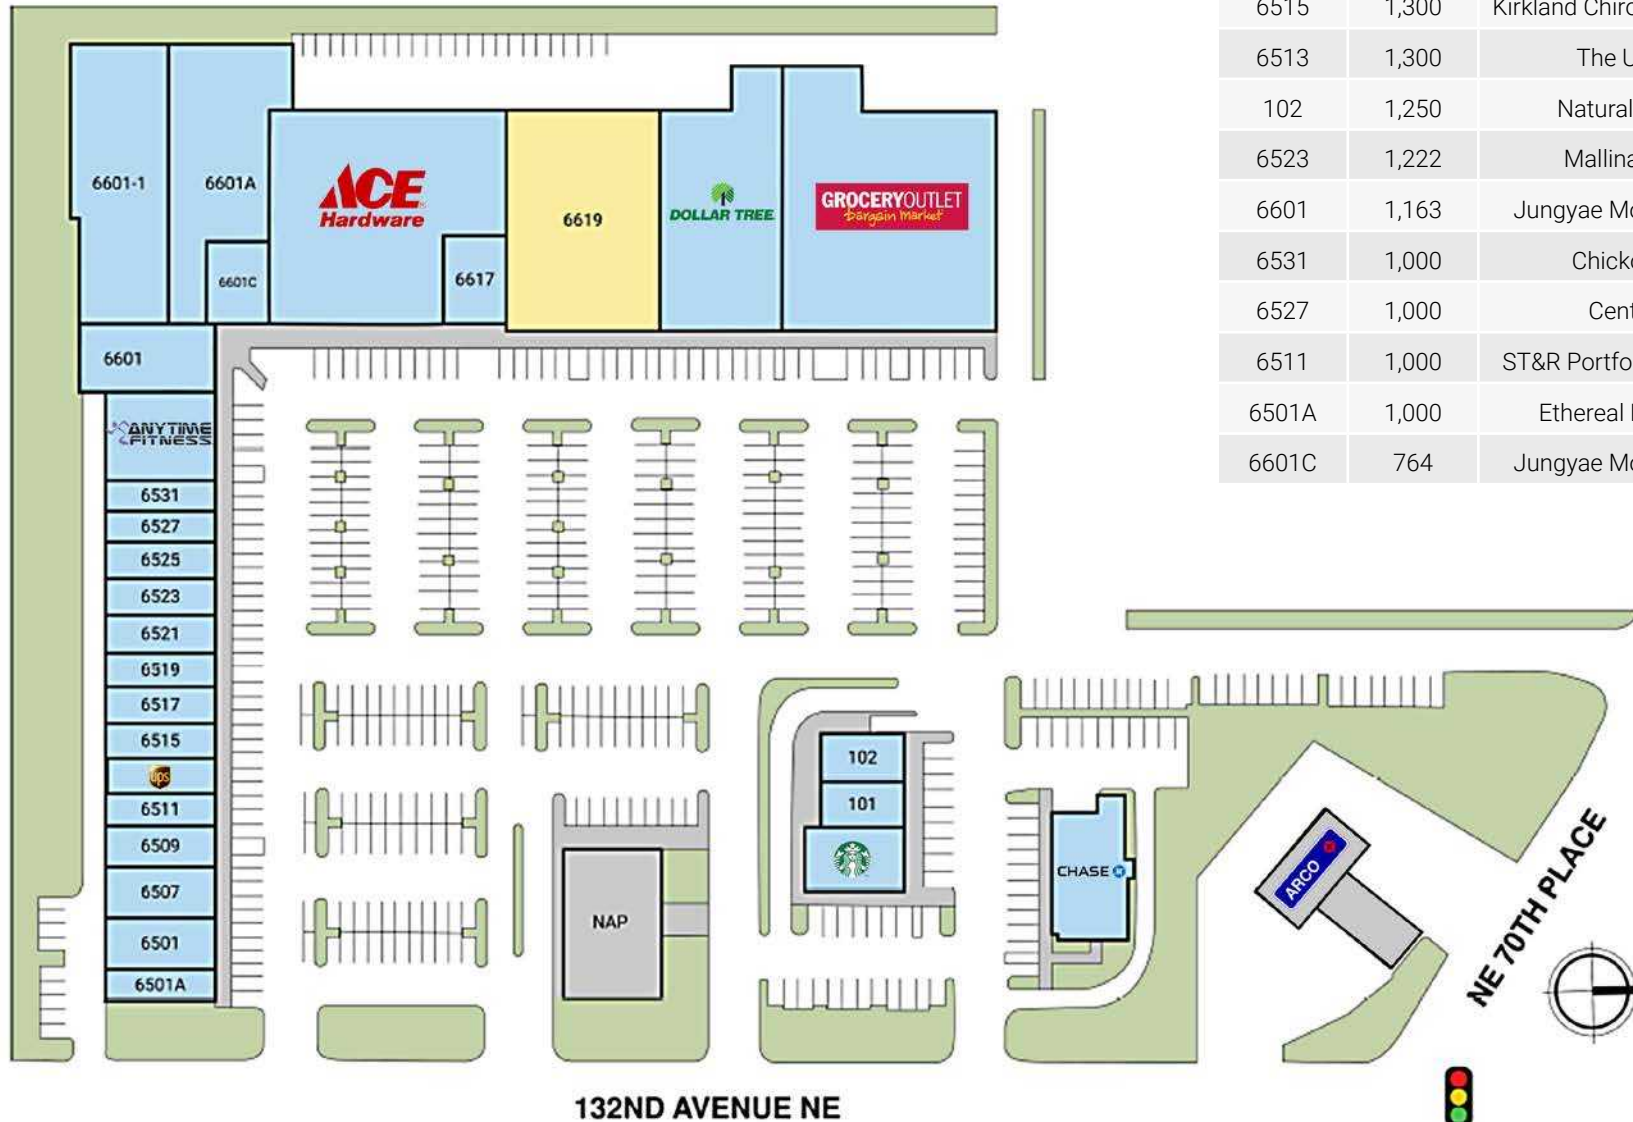 6515 1,300 Kirkland Chiro
6513 1,300 The U
102 1,250 Natural
6523 1,222 Mallina
6601 1,163 Jungyae Mo
6531 1,000 Chick
6527 1,000 Cent
6511 1,000 ST&R Portfo
6501A 1,000 Ethereal
6601C 764 Jungyae Mo
6601-1
6601A
ACE
Hardware
6601C
6617
6619
DOLLAR TREE
GROCERY OUTLET
bargain market
6601
ANYTIME
FITNESS
6531
6527
6525
6523
6521
6519
6517
6515
ups
6511
6509
6507
6501
6501A
NAP
102
101
CHASE
ARCO
NE 70TH PLACE
132ND AVENUE NE